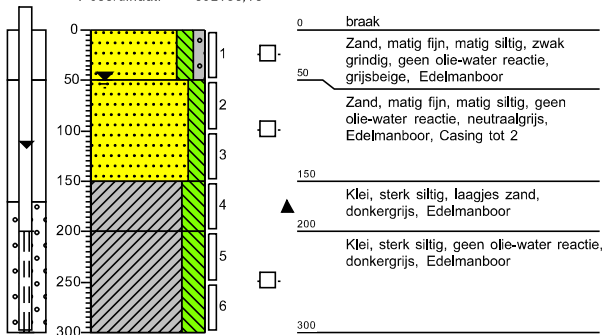 0
50
100
150
200
250
300
1
2
3
4
5
6
0
braak
Zand, matig fijn, matig siltig, zwak
grindig, geen olie-water reactie,
grijsbeige, Edelmanboor
50
Zand, matig fijn, matig siltig, geen
olie-water reactie, neutraalgrijs,
Edelmanboor, Casing tot 2
150
Klei, sterk siltig, laagjes zand,
donkergrijs, Edelmanboor
200
Klei, sterk siltig, geen olie-water reactie,
donkergrijs, Edelmanboor
300